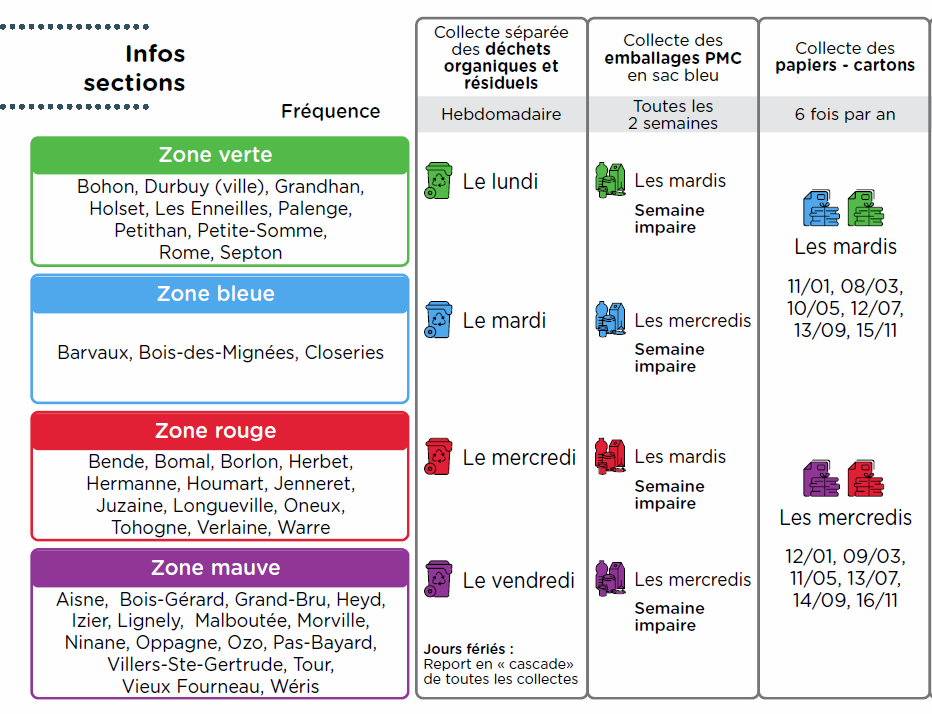 Infos
sections
Fréquence
Collecte séparée
des déchets
organiques et
résiduels
Hebdomadaire
Collecte des
emballages PMC
en sac bleu
Toutes les
2 semaines
Collecte des
papiers - cartons
6 fois par an
Zone verte
Bohon, Durbuy (ville), Grandhan,
Holset, Les Enneilles, Palenge,
Petithan, Petite-Somme,
Rome, Septon
Le lundi
Les mardis
Semaine
impaire
Zone bleue
Barvaux, Bois-des-Mignées, Closeries
Le mardi
Les mercredis
Semaine
impaire
Les mardis
11/01, 08/03,
10/05, 12/07,
13/09, 15/11
Zone rouge
Bende, Bomal, Borlon, Herbet,
Hermanne, Houmart, Jenneret,
Juzaine, Longueville, Oneux,
Tohogne, Verlaine, Warre
Le mercredi
Les mardis
Semaine
impaire
Zone mauve
Aisne, Bois-Gérard, Grand-Bru, Heyd,
Izier, Lignely, Malboutée, Morville,
Ninane, Oppagne, Ozo, Pas-Bayard,
Villers-Ste-Gertrude, Tour,
Vieux Fourneau, Wéris
Le vendredi
Les mercredis
Semaine
impaire
Les mercredis
12/01, 09/03,
11/05, 13/07,
14/09, 16/11
Jours fériés :
Report en « cascade»
de toutes les collectes